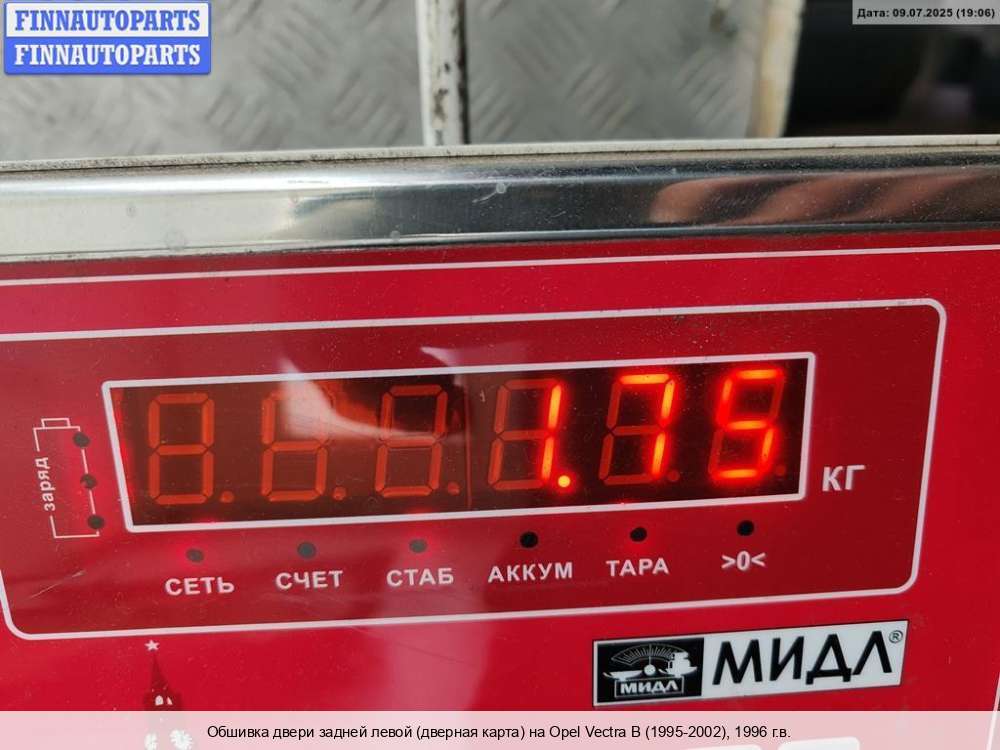 FINNAUTOPARTS
FINNAUTOPARTS
Дата: 09.07.2025 (19:06)
заряд
1.75
КГ
СЕТЬ СЧЕТ СТАБ АККУМ ТАРА >0<
МИДЛ МИДЛ®
Обшивка двери задней левой (дверная карта) на Opel Vectra B (1995-2002), 1996 г.в.